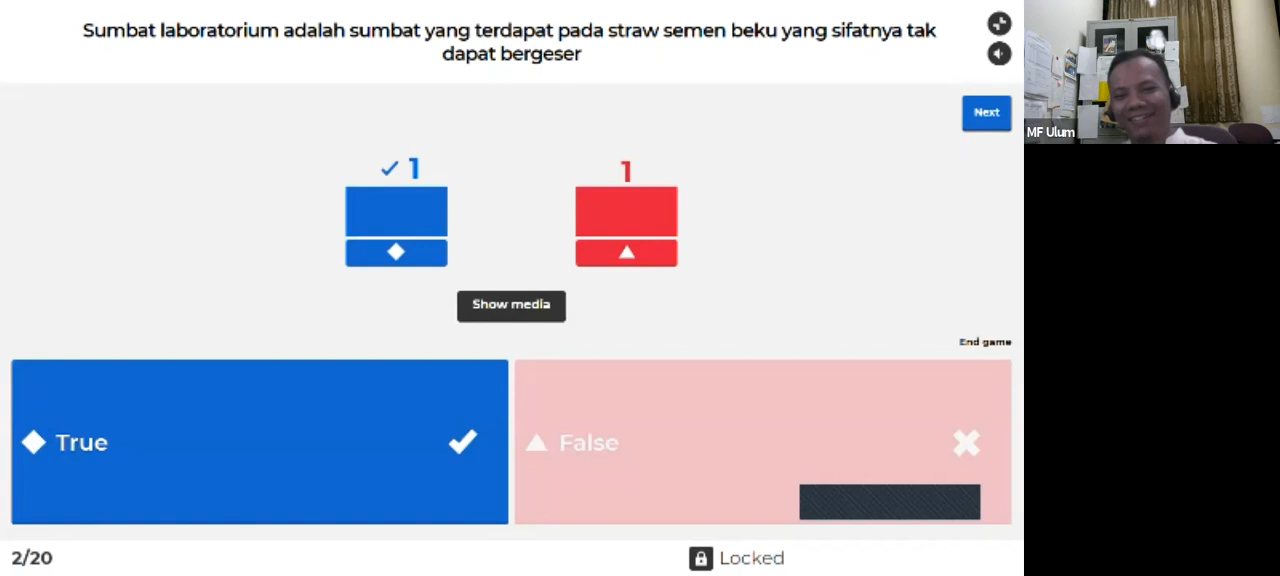 Sumbat laboratorium adalah sumbat yang terdapat pada straw semen beku yang sifatnya tak
dapat bergeser
Next
MF Ulum
1
1
Show media
End game
True
False
2/20
Locked